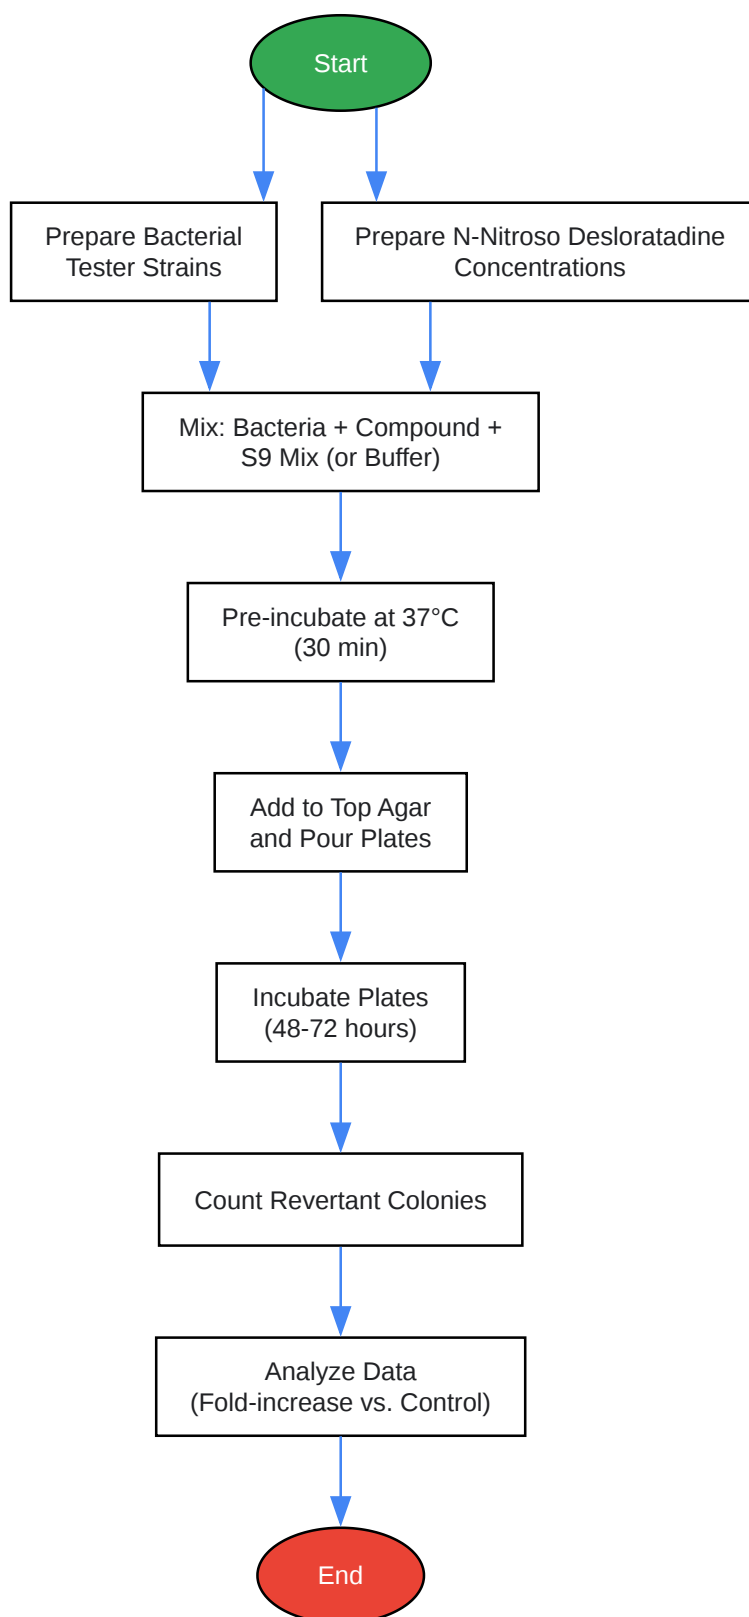 Start
Prepare Bacterial
Tester Strains
Prepare N-Nitroso Desloratadine
Concentrations
Mix: Bacteria + Compound +
S9 Mix (or Buffer)
Pre-incubate at 37°C
(30 min)
Add to Top Agar
and Pour Plates
Incubate Plates
(48-72 hours)
Count Revertant Colonies
Analyze Data
(Fold-increase vs. Control)
End